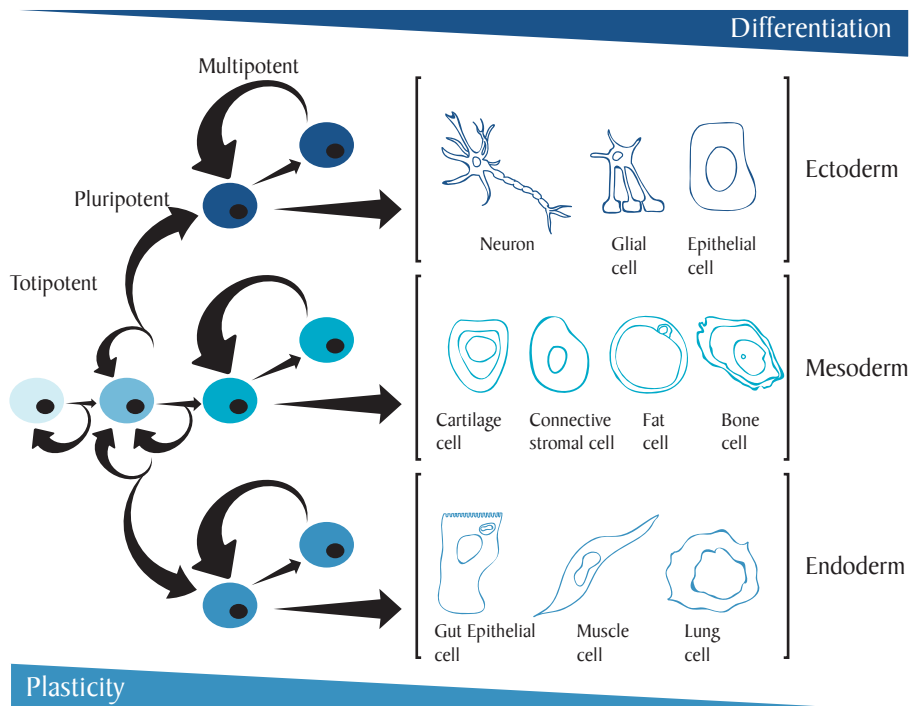 Differentiation
Multipotent
Pluripotent
Totipotent
Neuron
Glial
cell
Epithelial
cell
Ectoderm
Cartilage
cell
Connective
stromal cell
Fat
cell
Bone
cell
Mesoderm
Gut Epithelial
cell
Muscle
cell
Lung
cell
Endoderm
Plasticity